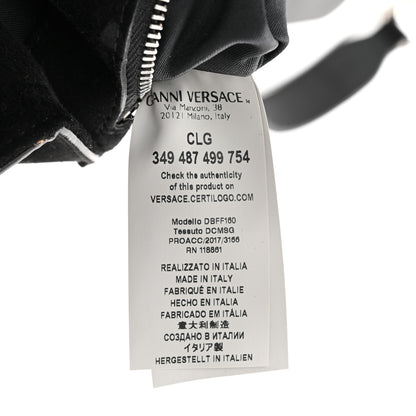 GIANNI VERSACE
Via Manzoni, 38
20121 Milano, Italy
CLG
349 487 499 754
Check the authenticity
of this product on
VERSACE.CERTILOGO.COM
Modello DBFF160
Tessuto DCMSG
PROACC/2017/3166
RN 118861
REALIZZATO IN ITALIA
MADE IN ITALY
FABRIQUÉ EN ITALIE
HECHO EN ITALIA
FABRICADO EM ITÁLIA
意大利制造
СОЗДАНО В ИТАЛИИ
イタリア製
HERGESTELLT IN ITALIEN